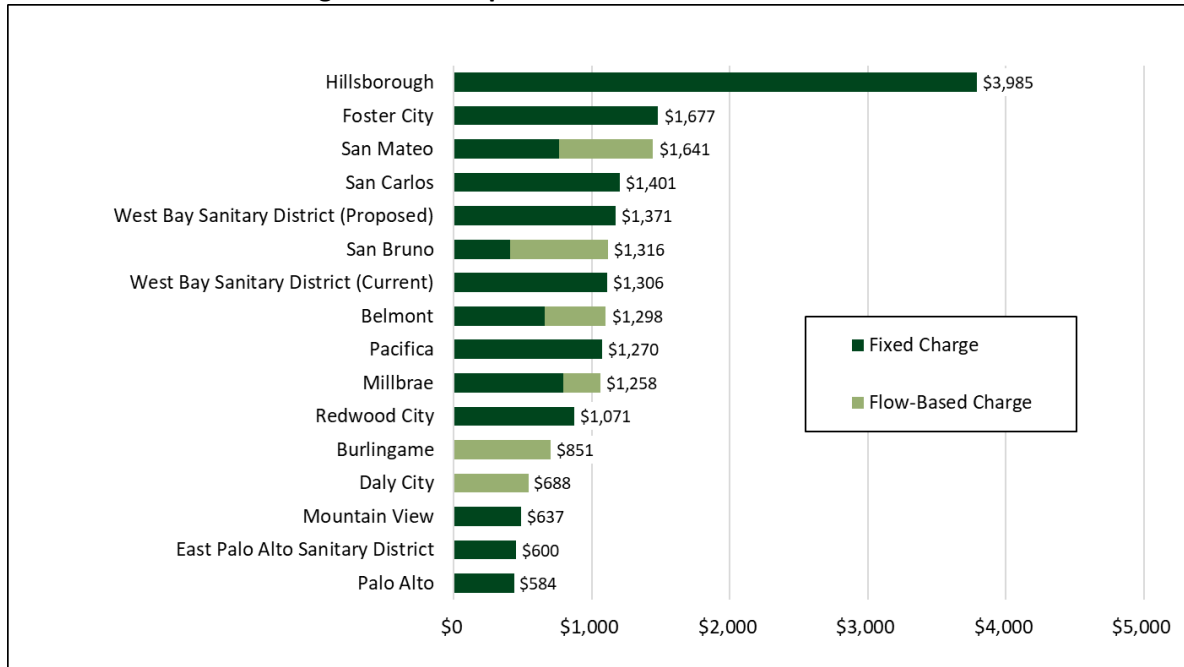 Hillsborough $3,985
Foster City $1,677
San Mateo $1,641
San Carlos $1,401
West Bay Sanitary District (Proposed) $1,371
San Bruno $1,316
West Bay Sanitary District (Current) $1,306
Belmont $1,298
Pacifica $1,270
Millbrae $1,258
Redwood City $1,071
Burlingame $851
Daly City $688
Mountain View $637
East Palo Alto Sanitary District $600
Palo Alto $584
Fixed Charge
Flow-Based Charge
$0 $1,000 $2,000 $3,000 $4,000 $5,000